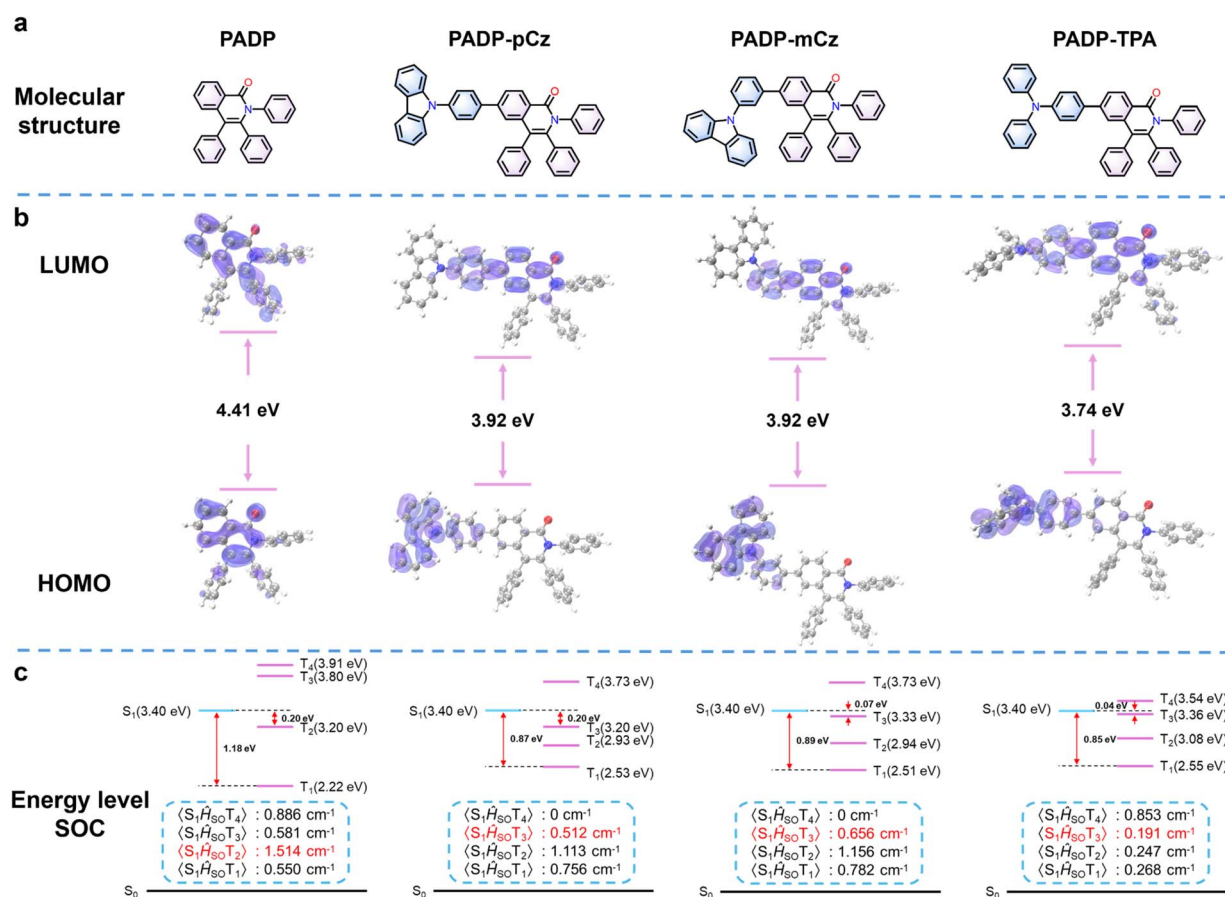 a
PADP PADP-pCz PADP-mCz PADP-TPA
Molecular structure
O N
N O N
N O N
N O N
b
LUMO
4.41 eV 3.92 eV 3.92 eV 3.74 eV
HOMO
c
T4(3.91 eV)
T3(3.80 eV)
S1(3.40 eV)
0.20 eV
T2(3.20 eV)
1.18 eV
T1(2.22 eV)
T4(3.73 eV)
S1(3.40 eV)
0.20 eV
T3(3.20 eV)
0.87 eV
T2(2.93 eV)
T1(2.53 eV)
T4(3.73 eV)
S1(3.40 eV)
0.07 eV
T3(3.33 eV)
0.89 eV
T2(2.94 eV)
T1(2.51 eV)
T4(3.54 eV)
S1(3.40 eV)
0.04 eV
T3(3.36 eV)
0.85 eV
T2(3.08 eV)
T1(2.55 eV)
Energy level
SOC
⟨S1ĤSOT4⟩ : 0.886 cm-1
⟨S1ĤSOT3⟩ : 0.581 cm-1
⟨S1ĤSOT2⟩ : 1.514 cm-1
⟨S1ĤSOT1⟩ : 0.550 cm-1
⟨S1ĤSOT4⟩ : 0 cm-1
⟨S1ĤSOT3⟩ : 0.512 cm-1
⟨S1ĤSOT2⟩ : 1.113 cm-1
⟨S1ĤSOT1⟩ : 0.756 cm-1
⟨S1ĤSOT4⟩ : 0 cm-1
⟨S1ĤSOT3⟩ : 0.656 cm-1
⟨S1ĤSOT2⟩ : 1.156 cm-1
⟨S1ĤSOT1⟩ : 0.782 cm-1
⟨S1ĤSOT4⟩ : 0.853 cm-1
⟨S1ĤSOT3⟩ : 0.191 cm-1
⟨S1ĤSOT2⟩ : 0.247 cm-1
⟨S1ĤSOT1⟩ : 0.268 cm-1
S0 S0 S0 S0